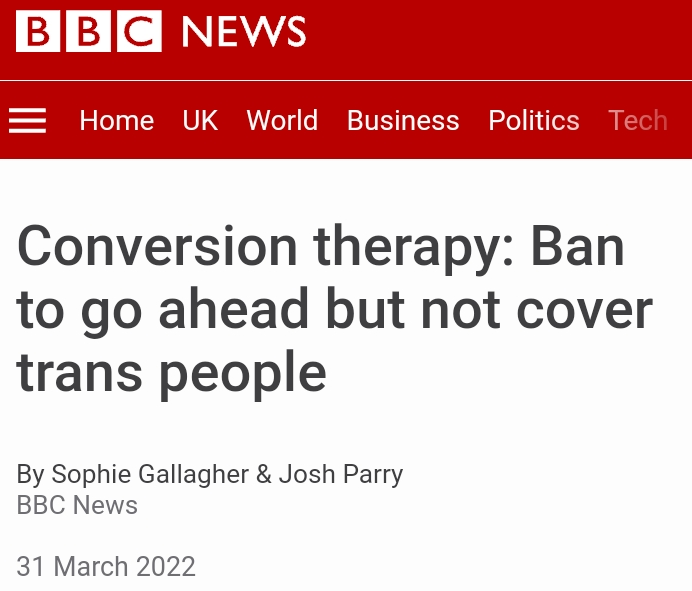 BBC NEWS
Home UK World Business Politics Tech
Conversion therapy: Ban
to go ahead but not cover
trans people
By Sophie Gallagher & Josh Parry
BBC News
31 March 2022